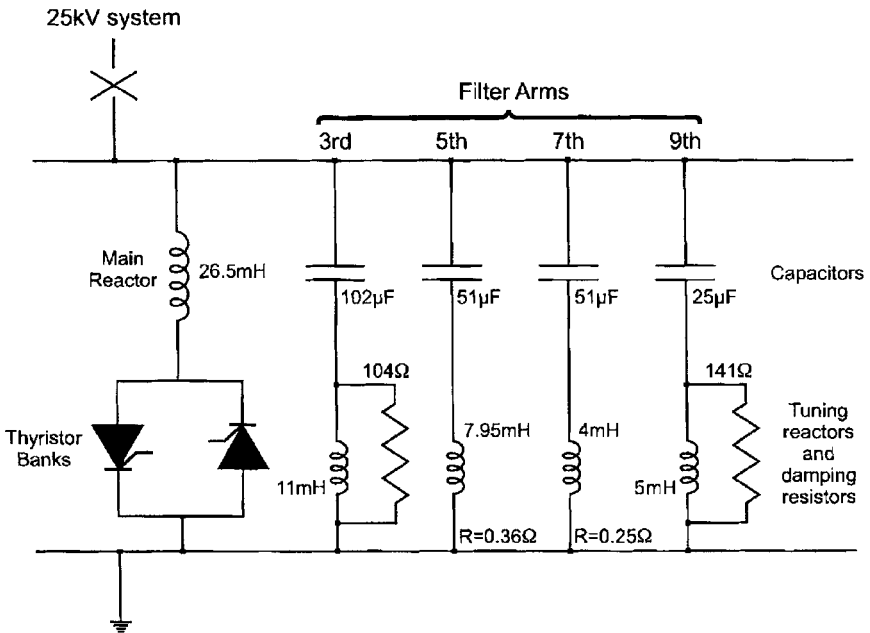 25kV system
Filter Arms
3rd 5th 7th 9th
Main
Reactor
26.5mH
Capacitors
102µF 51µF 51µF 25µF
104Ω 141Ω
Thyristor
Banks
7.95mH 4mH
11mH 5mH
Tuning
reactors
and
damping
resistors
R=0.36Ω R=0.25Ω